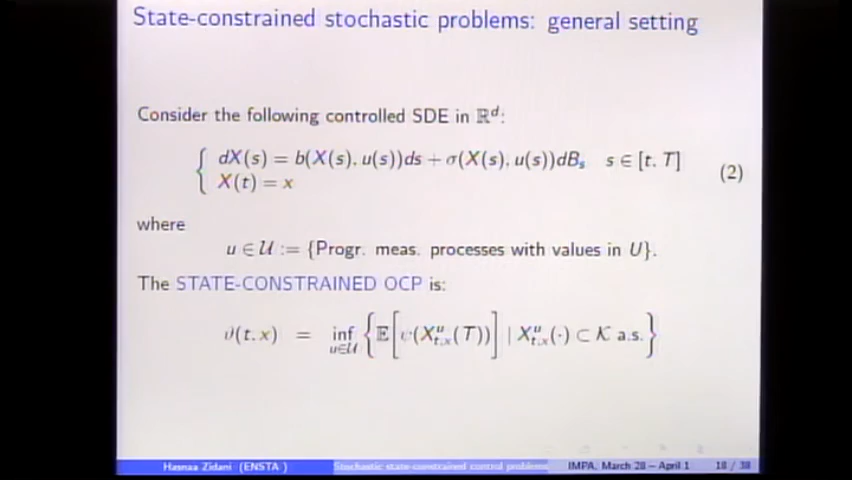 State-constrained stochastic problems: general setting
Consider the following controlled SDE in ℝᵈ:
{ dX(s) = b(X(s), u(s))ds + σ(X(s), u(s))dBₛ s ∈ [t, T]
X(t) = x
(2)
where
u ∈ 𝒰 := {Progr. meas. processes with values in U}.
The STATE-CONSTRAINED OCP is:
ϑ(t, x) = inf_{u∈𝒰} { 𝔼[ψ(X^u_{t,x}(T))] | X^u_{t,x}(·) ⊂ 𝒦 a.s. }
Hasnaa Zidani (ENSTA ) Stochastic state-constrained control problems IMPA, March 28 – April 1 18 / 38